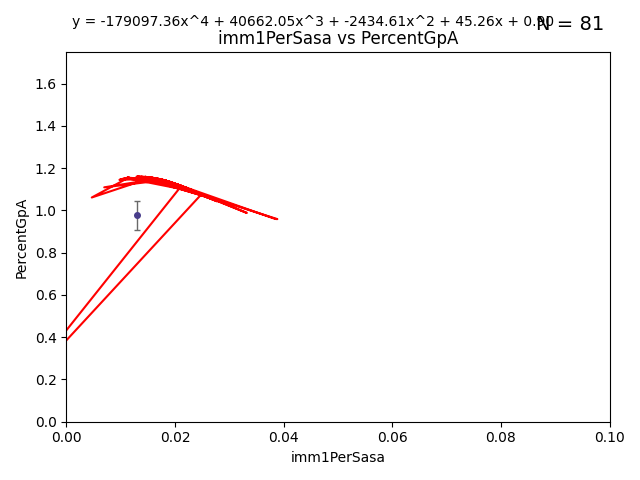 y = -179097.36x^4 + 40662.05x^3 + -2434.61x^2 + 45.26x + 0.90
N = 81
imm1PerSasa vs PercentGpA
PercentGpA
1.6
1.4
1.2
1.0
0.8
0.6
0.4
0.2
0.0
0.00 0.02 0.04 0.06 0.08 0.10
imm1PerSasa